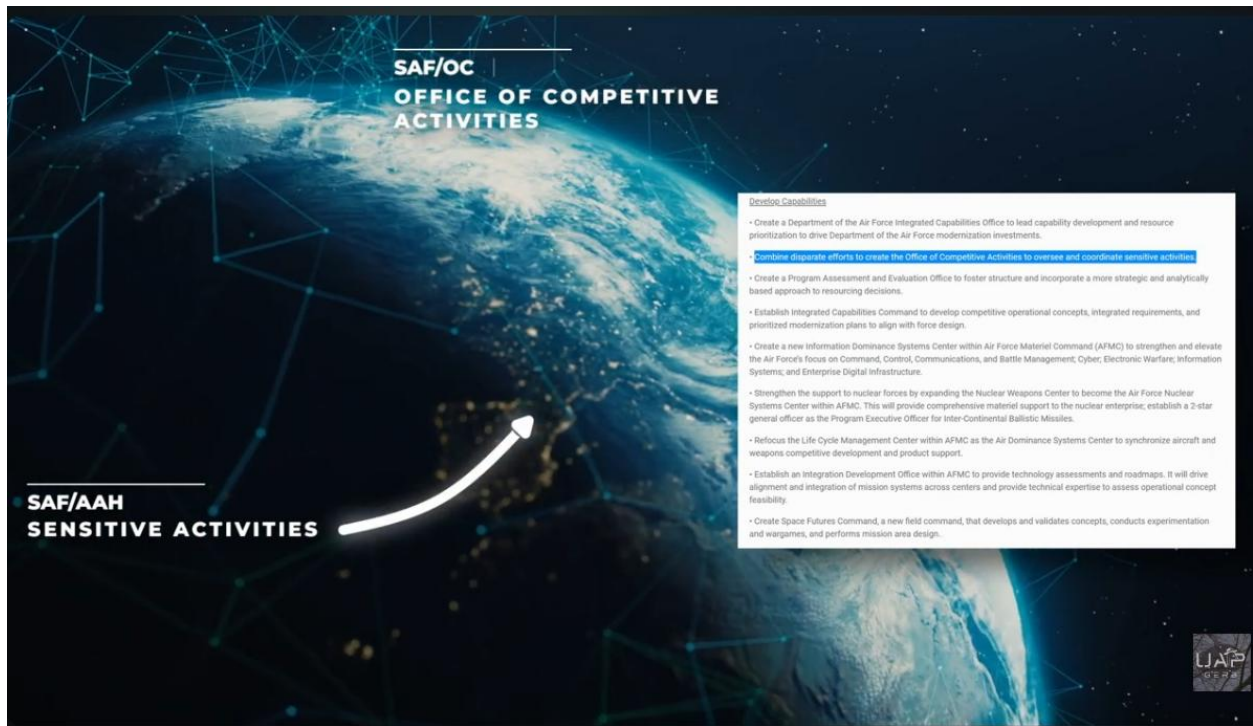 SAF/OC
OFFICE OF COMPETITIVE
ACTIVITIES
Develop Capabilities
• Create a Department of the Air Force Integrated Capabilities Office to lead capability development and resource
prioritization to drive Department of the Air Force modernization investments.
• Combine disparate efforts to create the Office of Competitive Activities to oversee and coordinate sensitive activities.
• Create a Program Assessment and Evaluation Office to foster structure and incorporate a more strategic and analytically
based approach to resourcing decisions.
• Establish Integrated Capabilities Command to develop competitive operational concepts, integrated requirements, and
prioritized modernization plans to align with force design.
• Create a new Information Dominance Systems Center within Air Force Materiel Command (AFMC) to strengthen and elevate
the Air Force's focus on Command, Control, Communications, and Battle Management; Cyber; Electronic Warfare; Information
Systems; and Enterprise Digital Infrastructure.
• Strengthen the support to nuclear forces by expanding the Nuclear Weapons Center to become the Air Force Nuclear
Systems Center within AFMC. This will provide comprehensive materiel support to the nuclear enterprise; establish a 2-star
general officer as the Program Executive Officer for Inter-Continental Ballistic Missiles.
• Refocus the Life Cycle Management Center within AFMC as the Air Dominance Systems Center to synchronize aircraft and
weapons competitive development and product support.
• Establish an Integration Development Office within AFMC to provide technology assessments and roadmaps. It will drive
alignment and integration of mission systems across centers and provide technical expertise to assess operational concept
feasibility.
• Create Space Futures Command, a new field command, that develops and validates concepts, conducts experimentation
and wargames, and performs mission area design.
SAF/AAH
SENSITIVE ACTIVITIES
UAP
GERB